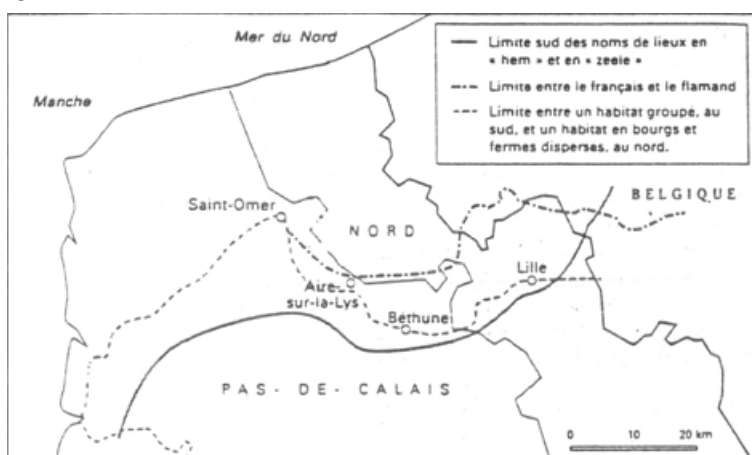 Mer du Nord
Manche
Limite sud des noms de lieux en
« hem » et en « zeele »
Limite entre le français et le flamand
Limite entre un habitat groupé, au
sud, et un habitat en bourgs et
fermes disperses, au nord.
BELGIQUE
Saint-Omer
NORD
Lille
Aire-
sur-la-Lys
Béthune
PAS-DE-CALAIS
0 10 20 km